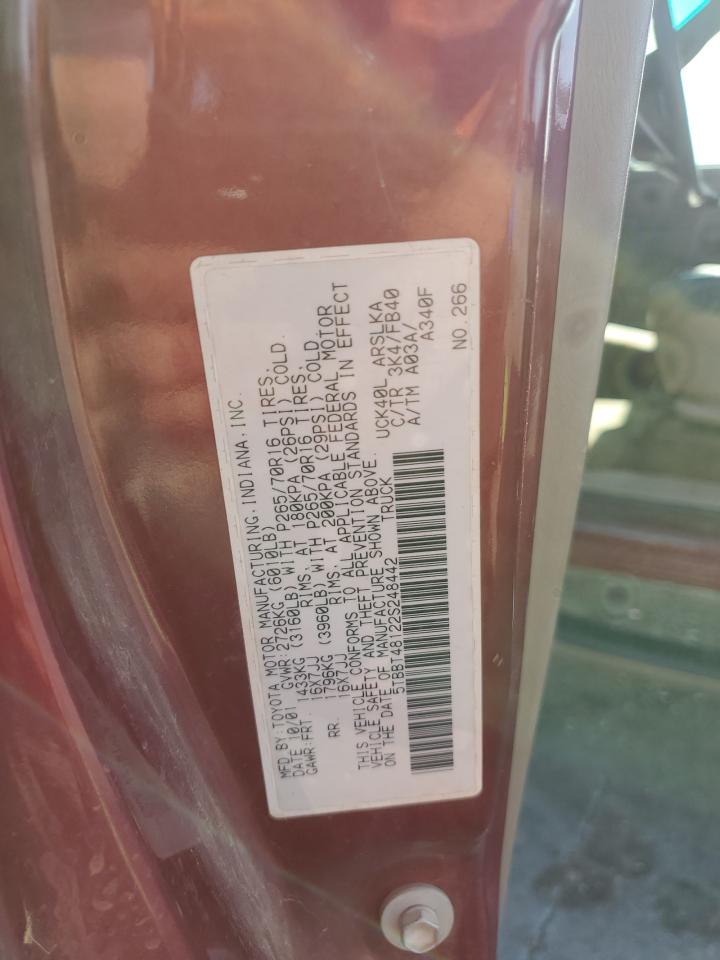 MFD.BY:TOYOTA MOTOR MANUFACTURING,INDIANA,INC.
DATE 10/01 GVWR:2726KG(6010LB)
GAWR:FRT. 1433KG (3160LB) WITH P265/70R16 TIRES.
16X7JJ RIMS, AT 180KPA (26PSI) COLD.
RR. 1796KG (3960LB) WITH P265/70R16 TIRES.
16X7JJ RIMS, AT 200KPA (29PSI) COLD.
THIS VEHICLE CONFORMS TO ALL APPLICABLE FEDERAL MOTOR
VEHICLE SAFETY AND THEFT PREVENTION STANDARDS IN EFFECT
ON THE DATE OF MANUFACTURE SHOWN ABOVE.
5TBBT48122S248442 TRUCK
UCK40L ARSLKA
C/TR 3K4/FB40
A/TM A03A/
A340F
NO.266